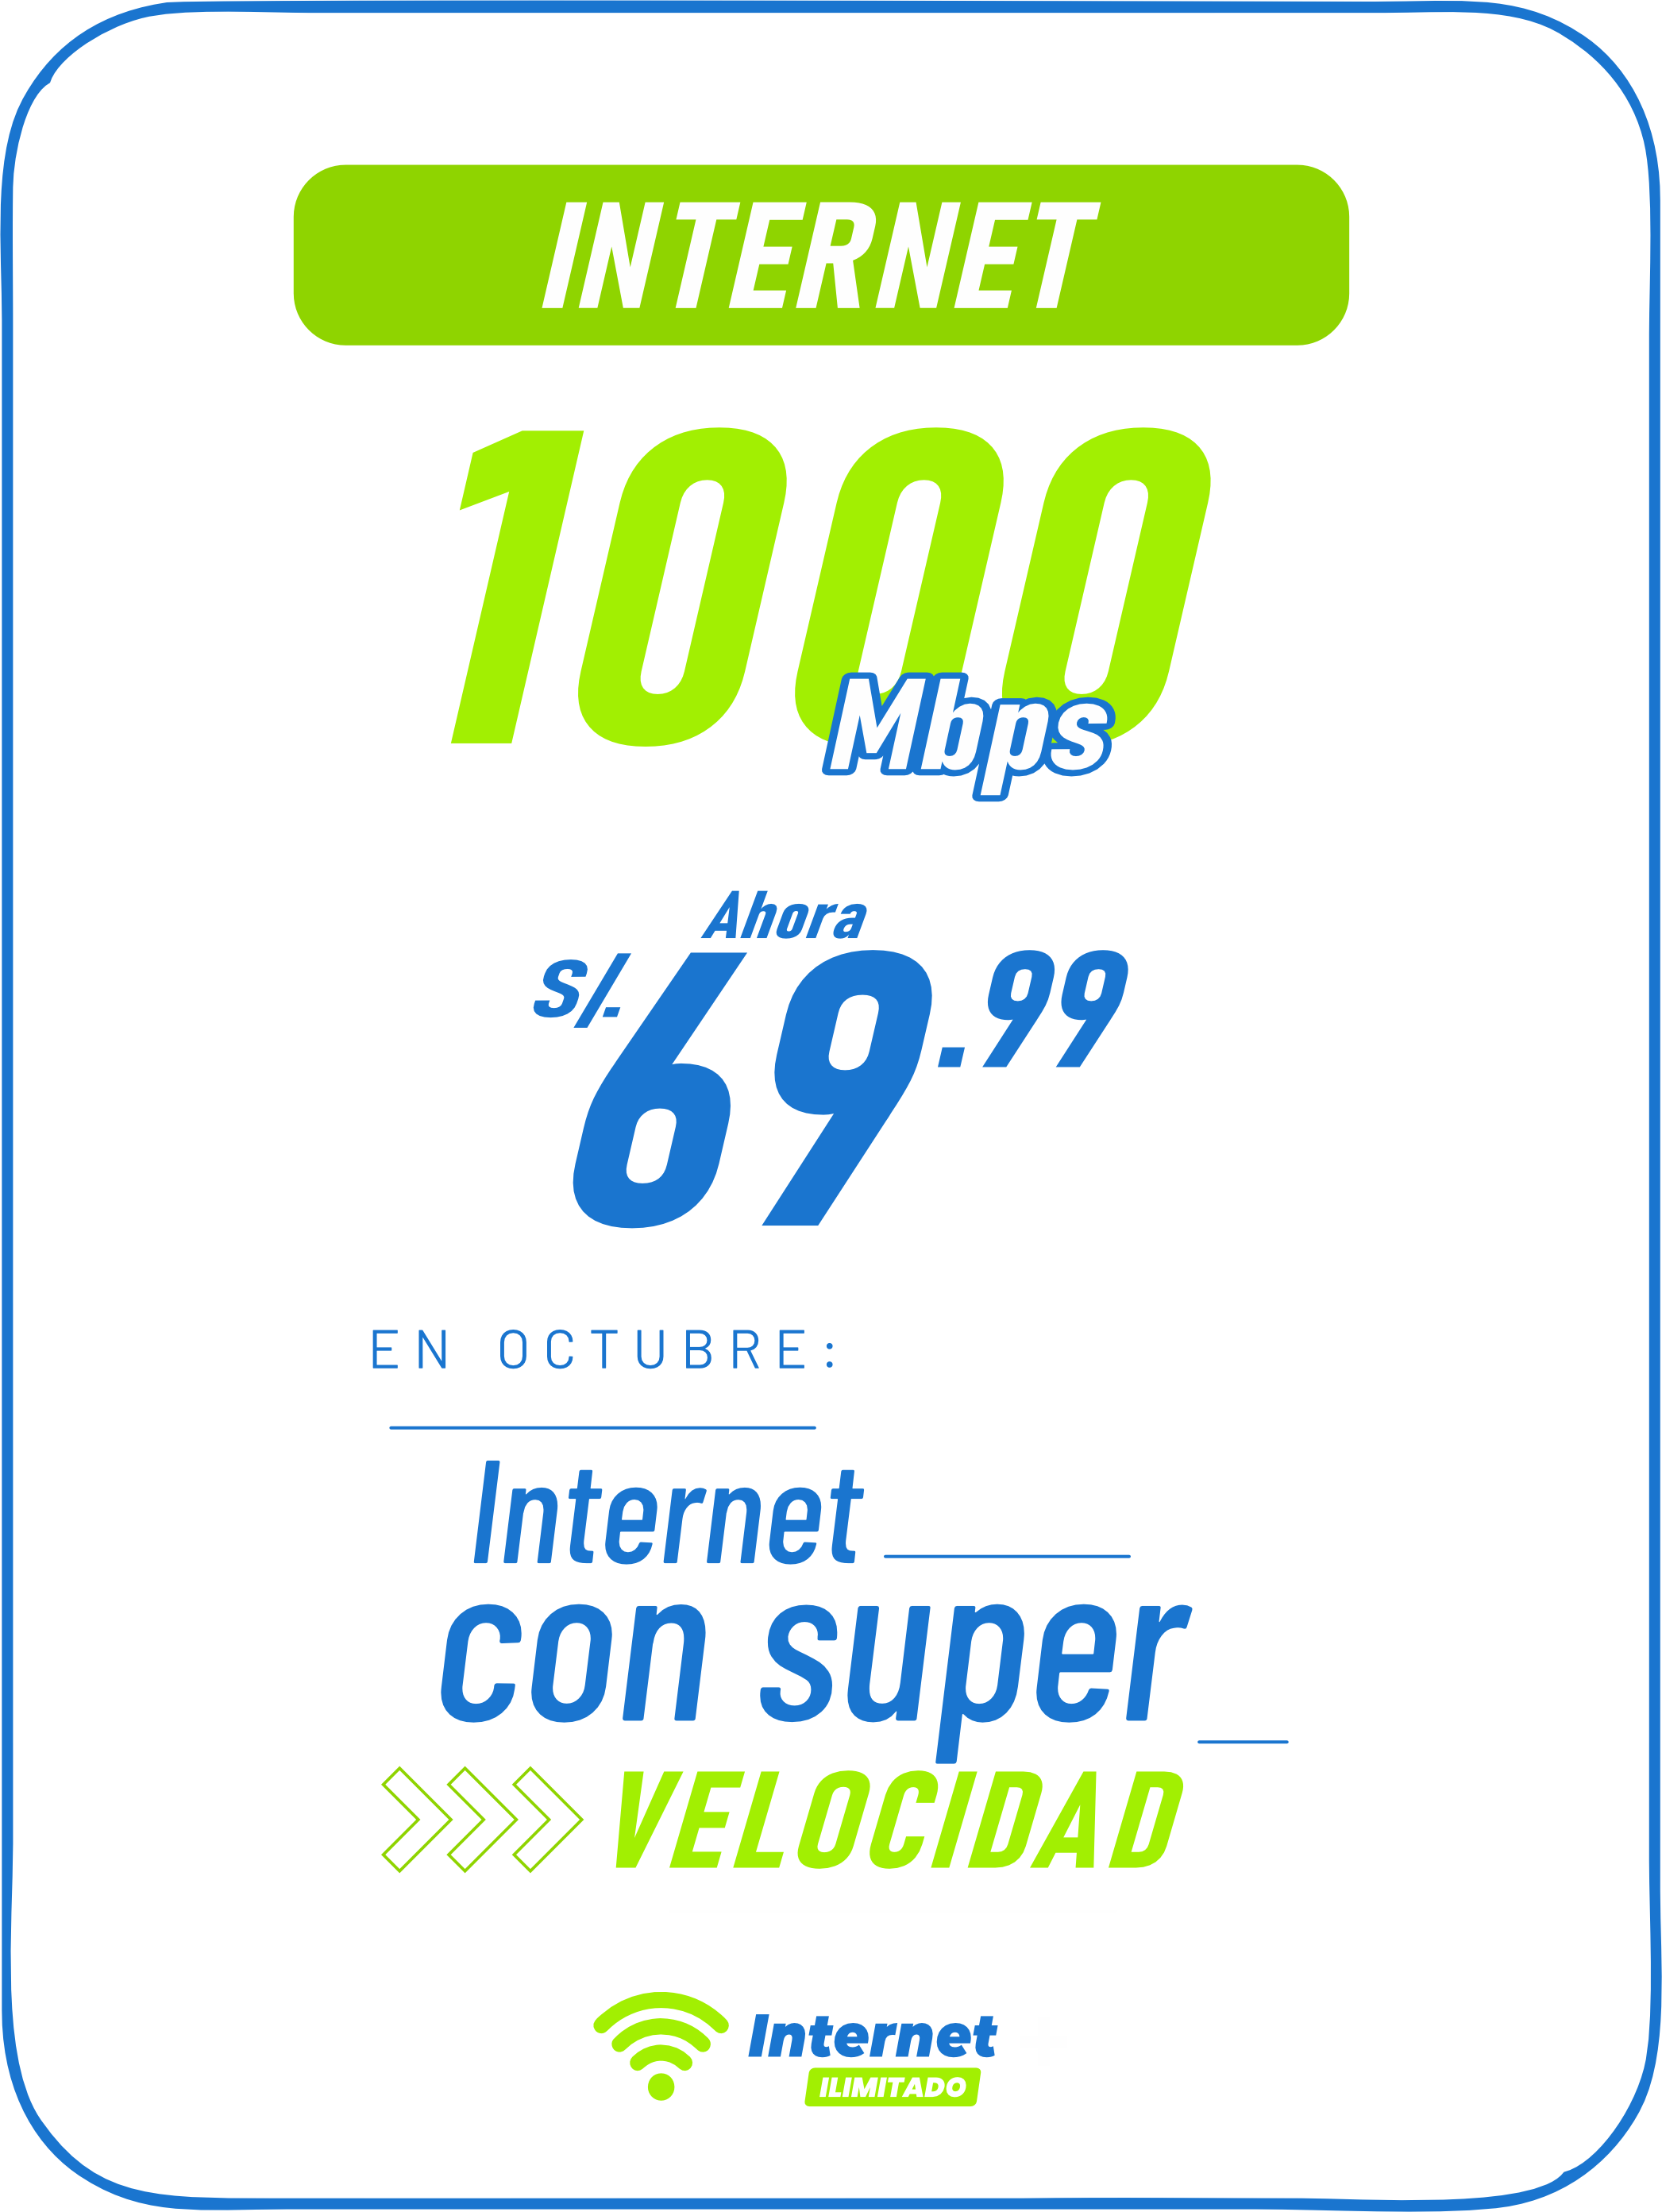 INTERNET
1000
Mbps
Ahora
S/. 69.99
EN OCTUBRE:
Internet
con super
VELOCIDAD
Internet
ILIMITADO